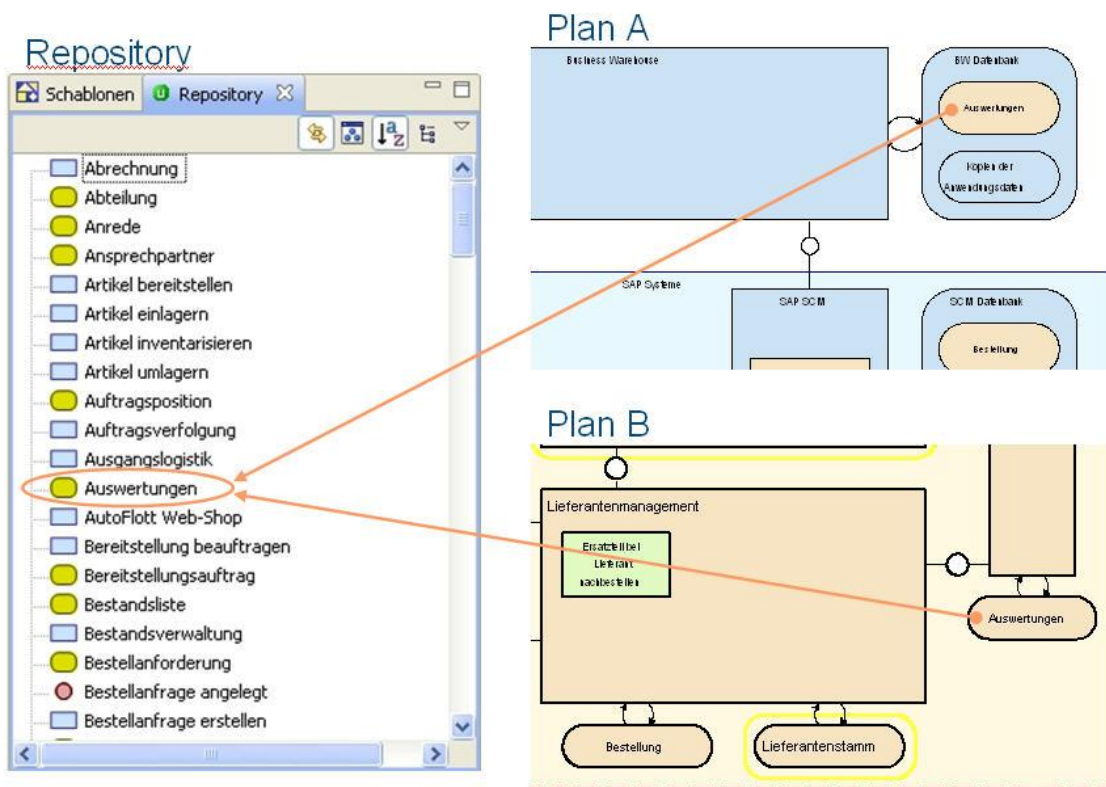 Repository
Schablonen
Repository
Abrechnung
Abteilung
Anrede
Ansprechpartner
Artikel bereitstellen
Artikel einlagern
Artikel inventarisieren
Artikel umlagern
Auftragsposition
Auftragsverfolgung
Ausgangslogistik
Auswertungen
AutoFlott Web-Shop
Bereitstellung beauftragen
Bereitstellungsauftrag
Bestandsliste
Bestandsverwaltung
Bestellanforderung
Bestellanfrage angelegt
Bestellanfrage erstellen
Plan A
Business Warehouse
BW Datenbank
Auswertungen
Kopien der
Anwendungsdaten
SAP Systeme
SAP SCM
SCM Datenbank
Bestellung
Plan B
Lieferantenmanagement
Ersatzteil bei
Lieferant
nachbestellen
Auswertungen
Bestellung
Lieferantenstamm